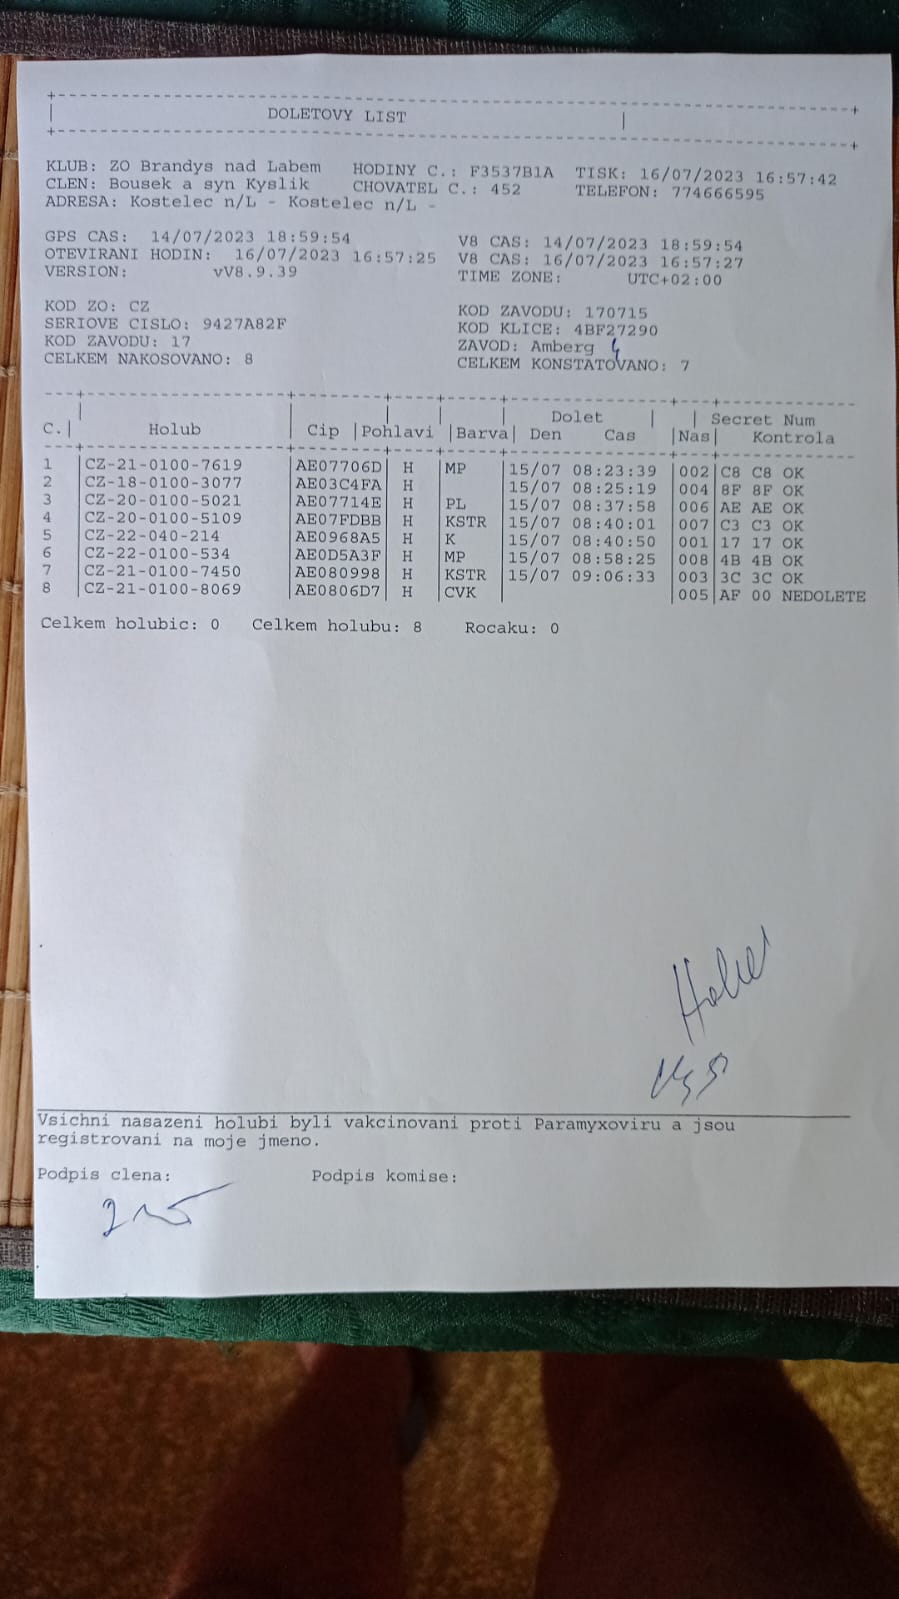 DOLETOVY LIST
KLUB: ZO Brandys nad Labem HODINY C.: F3537B1A TISK: 16/07/2023 16:57:42
CLEN: Bousek a syn Kyslik CHOVATEL C.: 452 TELEFON: 774666595
ADRESA: Kostelec n/L - Kostelec n/L -
GPS CAS: 14/07/2023 18:59:54 V8 CAS: 14/07/2023 18:59:54
OTEVIRANI HODIN: 16/07/2023 16:57:25 V8 CAS: 16/07/2023 16:57:27
VERSION: vV8.9.39 TIME ZONE: UTC+02:00
KOD ZO: CZ KOD ZAVODU: 170715
SERIOVE CISLO: 9427A82F KOD KLICE: 4BF27290
KOD ZAVODU: 17 ZAVOD: Amberg 4
CELKEM NAKOSOVANO: 8 CELKEM KONSTATOVANO: 7
Dolet | | Secret Num
C.| Holub | Cip |Pohlavi |Barva| Den Cas |Nas| Kontrola
1 |CZ-21-0100-7619 |AE07706D| H |MP |15/07 08:23:39 |002|C8 C8 OK
2 |CZ-18-0100-3077 |AE03C4FA| H | |15/07 08:25:19 |004|8F 8F OK
3 |CZ-20-0100-5021 |AE07714E| H |PL |15/07 08:37:58 |006|AE AE OK
4 |CZ-20-0100-5109 |AE07FDBB| H |KSTR |15/07 08:40:01 |007|C3 C3 OK
5 |CZ-22-040-214 |AE0968A5| H |K |15/07 08:40:50 |001|17 17 OK
6 |CZ-22-0100-534 |AE0D5A3F| H |MP |15/07 08:58:25 |008|4B 4B OK
7 |CZ-21-0100-7450 |AE080998| H |KSTR |15/07 09:06:33 |003|3C 3C OK
8 |CZ-21-0100-8069 |AE0806D7| H |CVK | |005|AF 00 NEDOLETE
Celkem holubic: 0 Celkem holubu: 8 Rocaku: 0
Vsichni nasazeni holubi byli vakcinovani proti Paramyxoviru a jsou
registrovani na moje jmeno.
Podpis clena: Podpis komise: